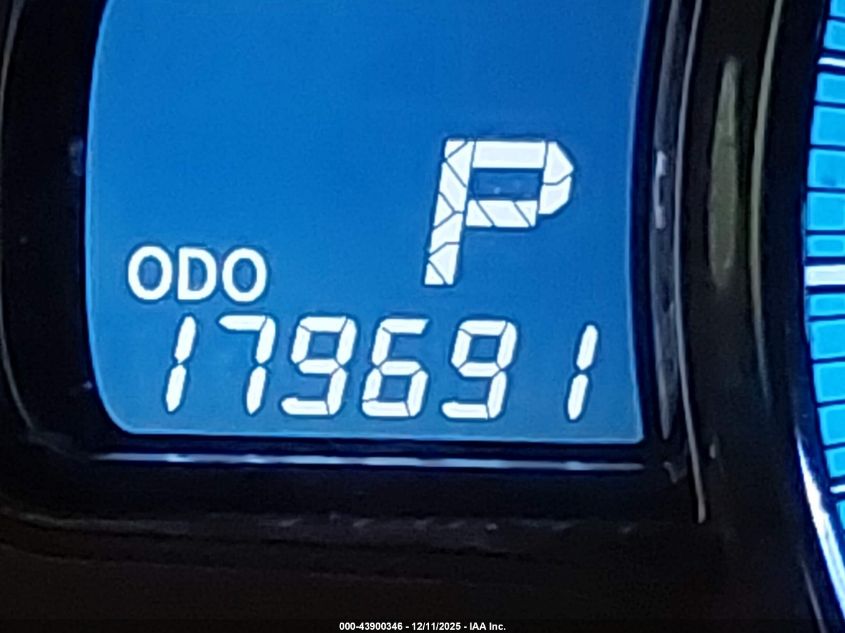 P
ODO
179691
000-43900346 - 12/11/2025 - IAA Inc.